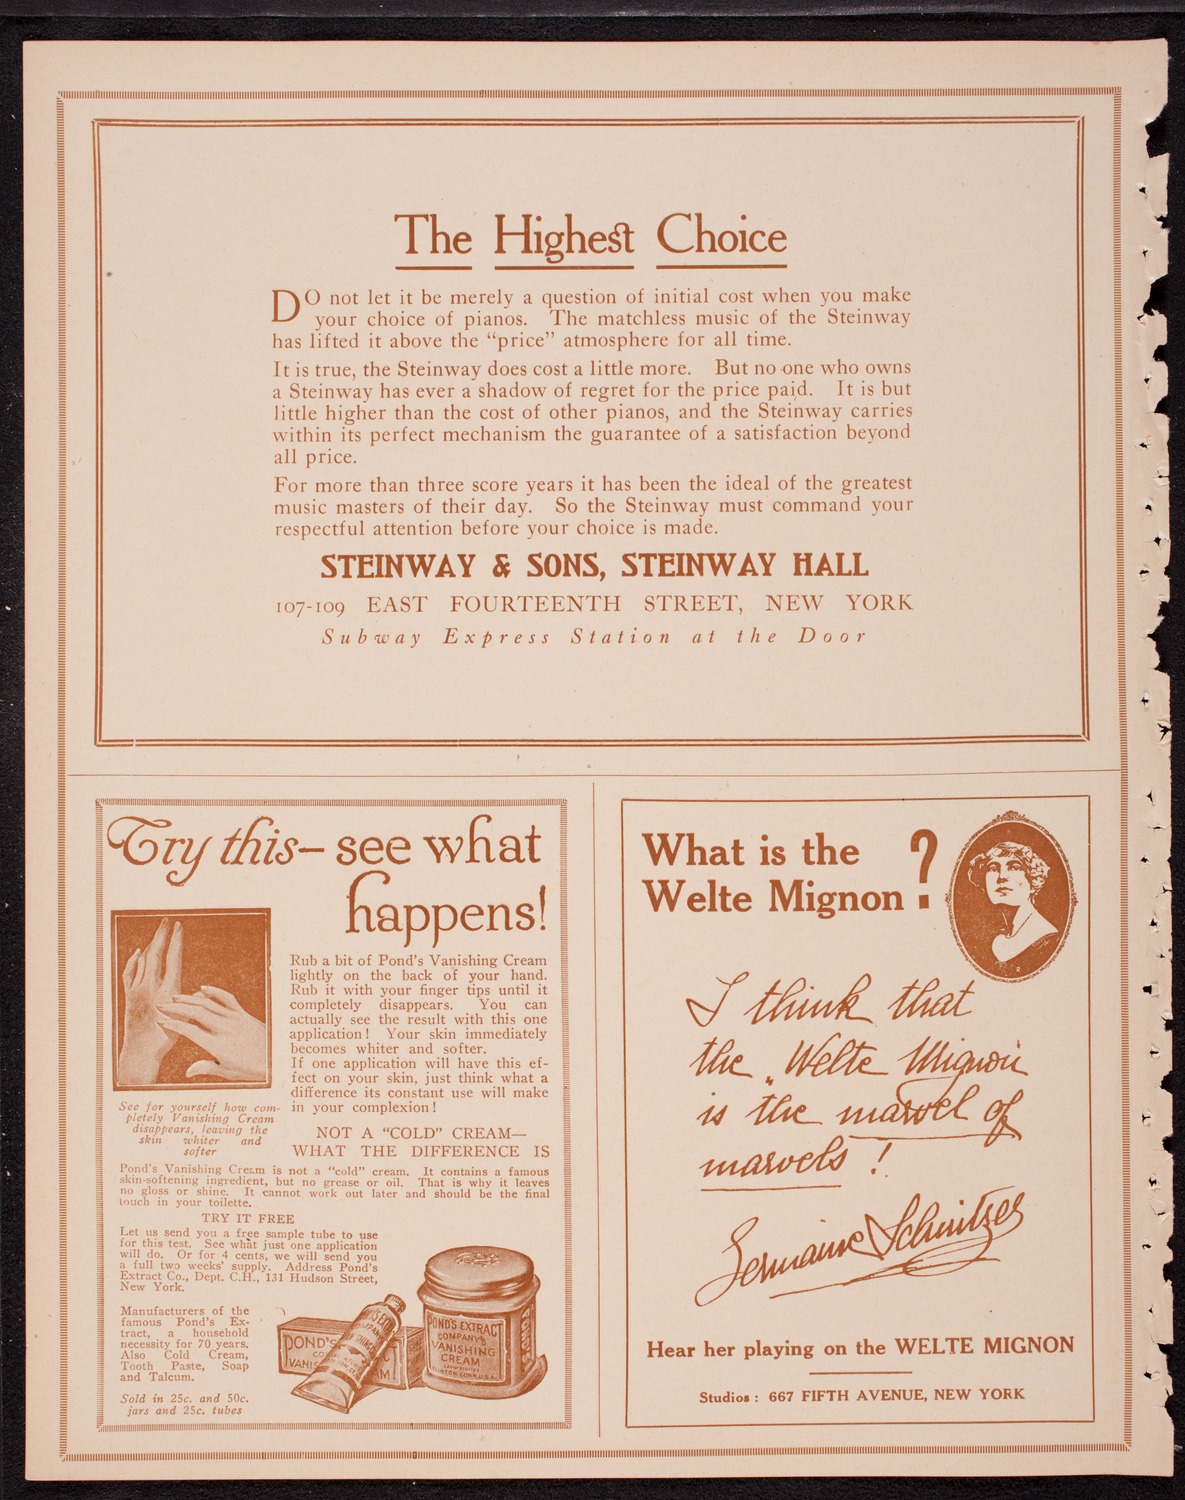 The Highest Choice
DO not let it be merely a question of initial cost when you make
your choice of pianos. The matchless music of the Steinway
has lifted it above the “price” atmosphere for all time.
It is true, the Steinway does cost a little more. But no one who owns
a Steinway has ever a shadow of regret for the price paid. It is but
little higher than the cost of other pianos, and the Steinway carries
within its perfect mechanism the guarantee of a satisfaction beyond
all price.
For more than three score years it has been the ideal of the greatest
music masters of their day. So the Steinway must command your
respectful attention before your choice is made.
STEINWAY & SONS, STEINWAY HALL
107-109 EAST FOURTEENTH STREET, NEW YORK
Subway Express Station at the Door
Try this—see what
happens!
Rub a bit of Pond's Vanishing Cream
lightly on the back of your hand.
Rub it with your finger tips until it
completely disappears. You can
actually see the result with this one
application! Your skin immediately
becomes whiter and softer.
If one application will have this ef-
fect on your skin, just think what a
difference its constant use will make
in your complexion!
See for yourself how com-
pletely Vanishing Cream
disappears, leaving the
skin whiter and
softer
NOT A “COLD” CREAM—
WHAT THE DIFFERENCE IS
Pond's Vanishing Cream is not a “cold” cream. It contains a famous
skin-softening ingredient, but no grease or oil. That is why it leaves
no gloss or shine. It cannot work out later and should be the final
touch in your toilette.
TRY IT FREE
Let us send you a free sample tube to use
for this test. See what just one application
will do. Or for 4 cents, we will send you
a full two weeks' supply. Address Pond's
Extract Co., Dept. C.H., 131 Hudson Street,
New York.
Manufacturers of the
famous Pond's Ex-
tract, a household
necessity for 70 years.
Also Cold Cream,
Tooth Paste, Soap
and Talcum.
Sold in 25c. and 50c.
jars and 25c. tubes
POND'S
VANIS
POND'S EXTRACT
COMPANY'S
VANISHING
CREAM
What is the
Welte Mignon?
I think that
the Welte Mignon
is the marvel of
marvels!
Germaine Schnitzer
Hear her playing on the WELTE MIGNON
Studios: 667 FIFTH AVENUE, NEW YORK